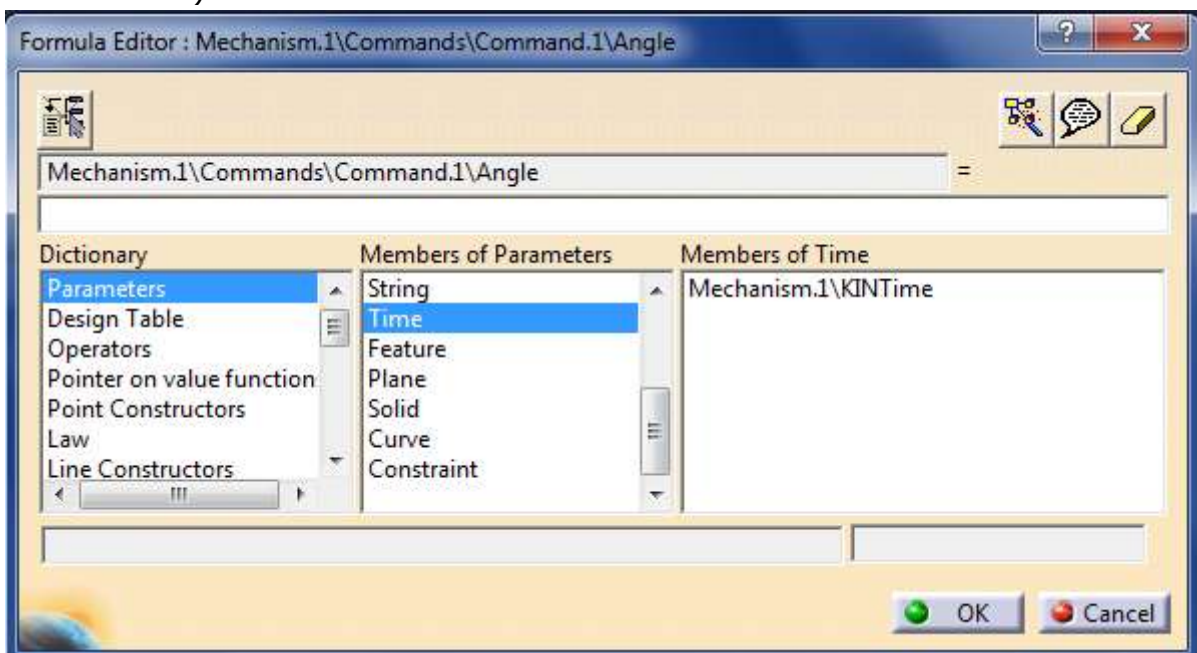 Formula Editor : Mechanism.1\Commands\Command.1\Angle
Mechanism.1\Commands\Command.1\Angle =
Dictionary Members of Parameters Members of Time
Parameters String Mechanism.1\KINTime
Design Table Time
Operators Feature
Pointer on value function Plane
Point Constructors Solid
Law Curve
Line Constructors Constraint
OK Cancel